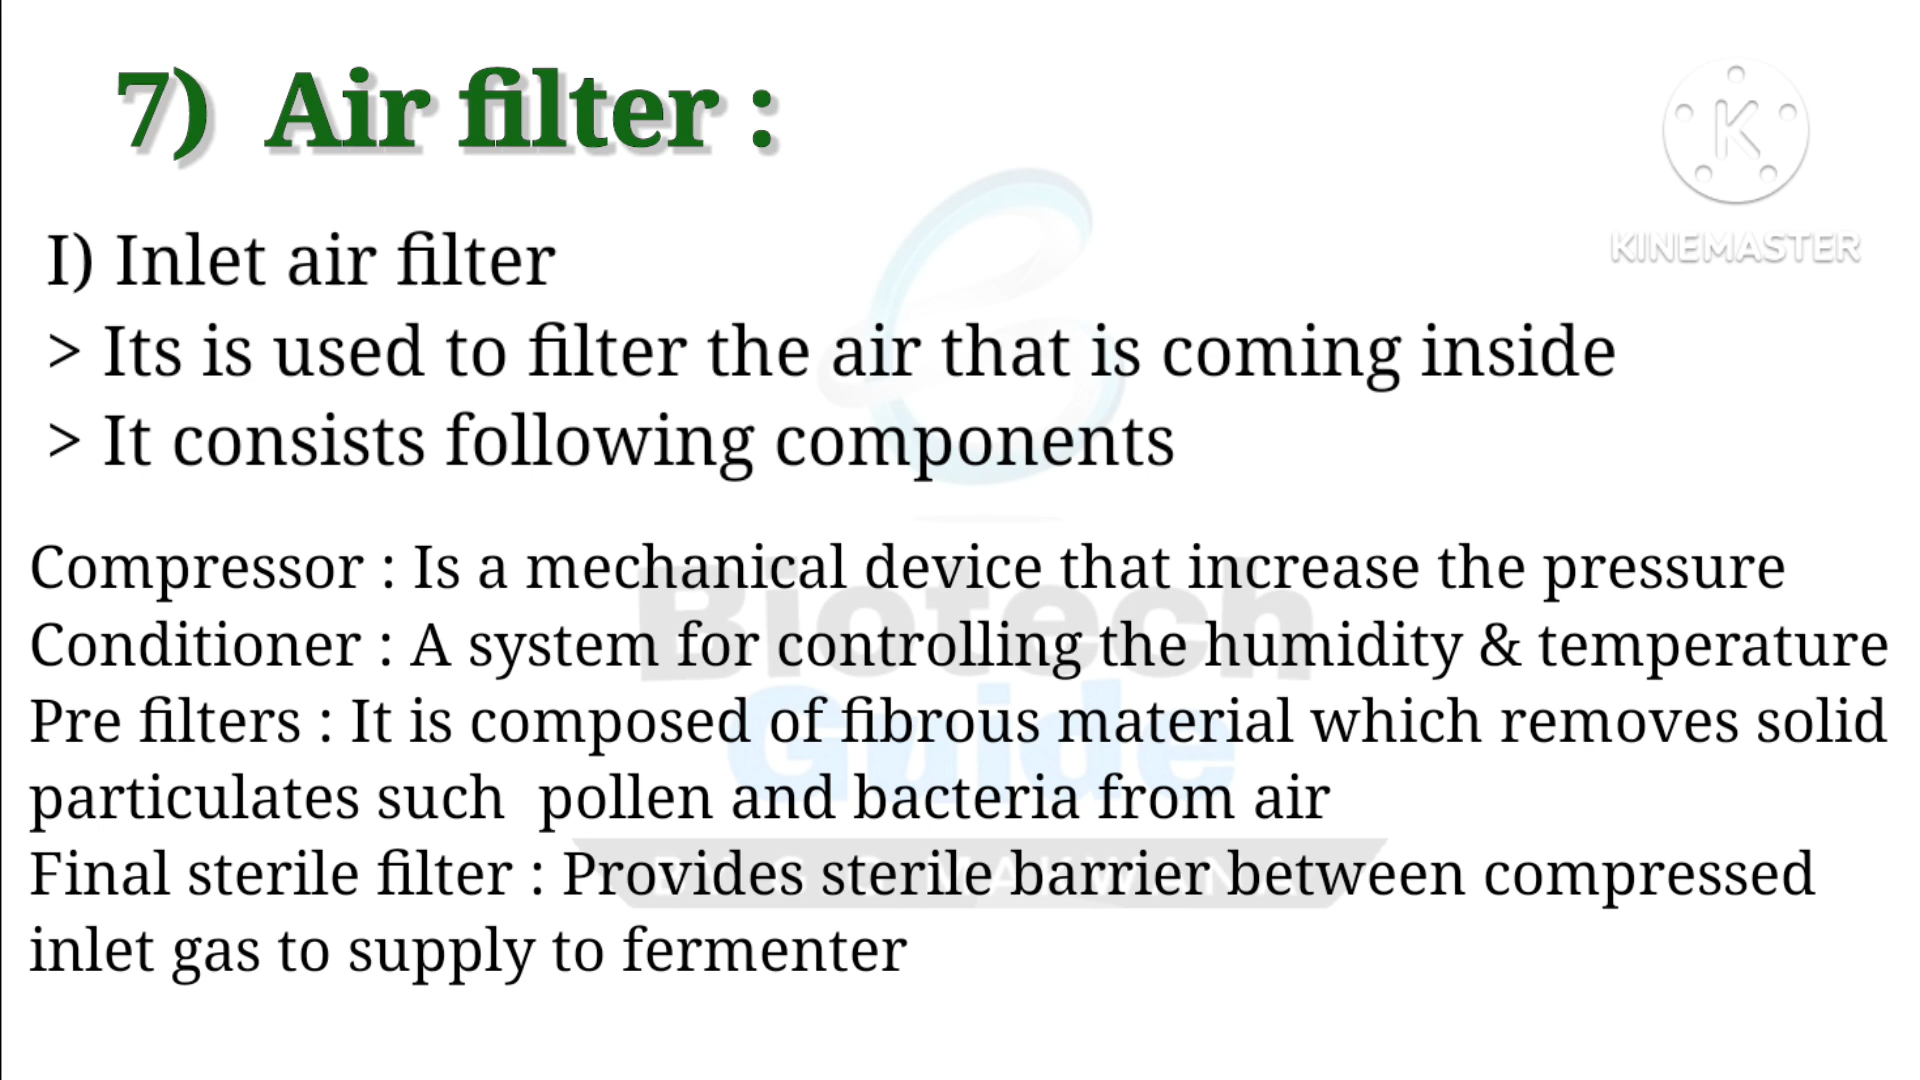 7) Air filter :
KINEMASTER
I) Inlet air filter
> Its is used to filter the air that is coming inside
> It consists following components
Compressor : Is a mechanical device that increase the pressure
Conditioner : A system for controlling the humidity & temperature
Pre filters : It is composed of fibrous material which removes solid
particulates such pollen and bacteria from air
Final sterile filter : Provides sterile barrier between compressed
inlet gas to supply to fermenter
Biotech
Guide